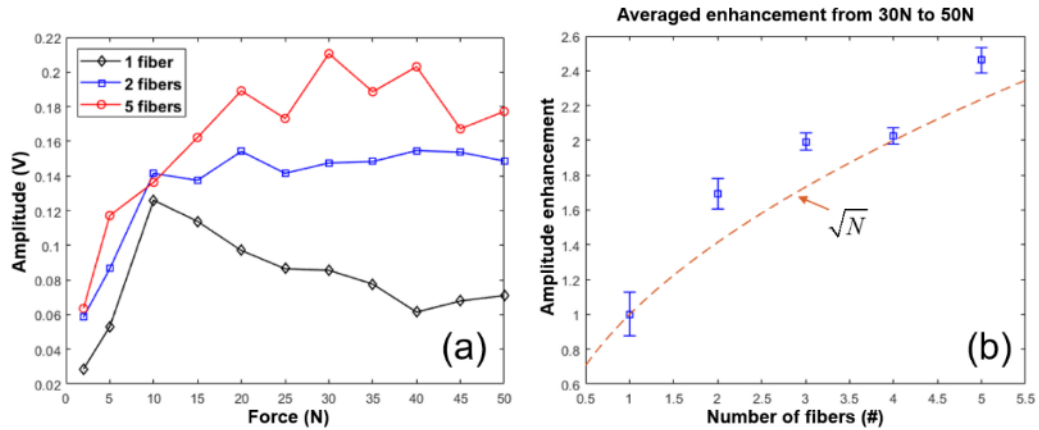 0.22
0.2
0.18
0.16
0.14
0.12
0.1
0.08
0.06
0.04
0.02
Amplitude (V)
1 fiber
2 fibers
5 fibers
(a)
0 5 10 15 20 25 30 35 40 45 50
Force (N)
Averaged enhancement from 30N to 50N
2.6
2.4
2.2
2
1.8
1.6
1.4
1.2
1
0.8
0.6
Amplitude enhancement
√N
(b)
0.5 1 1.5 2 2.5 3 3.5 4 4.5 5 5.5
Number of fibers (#)